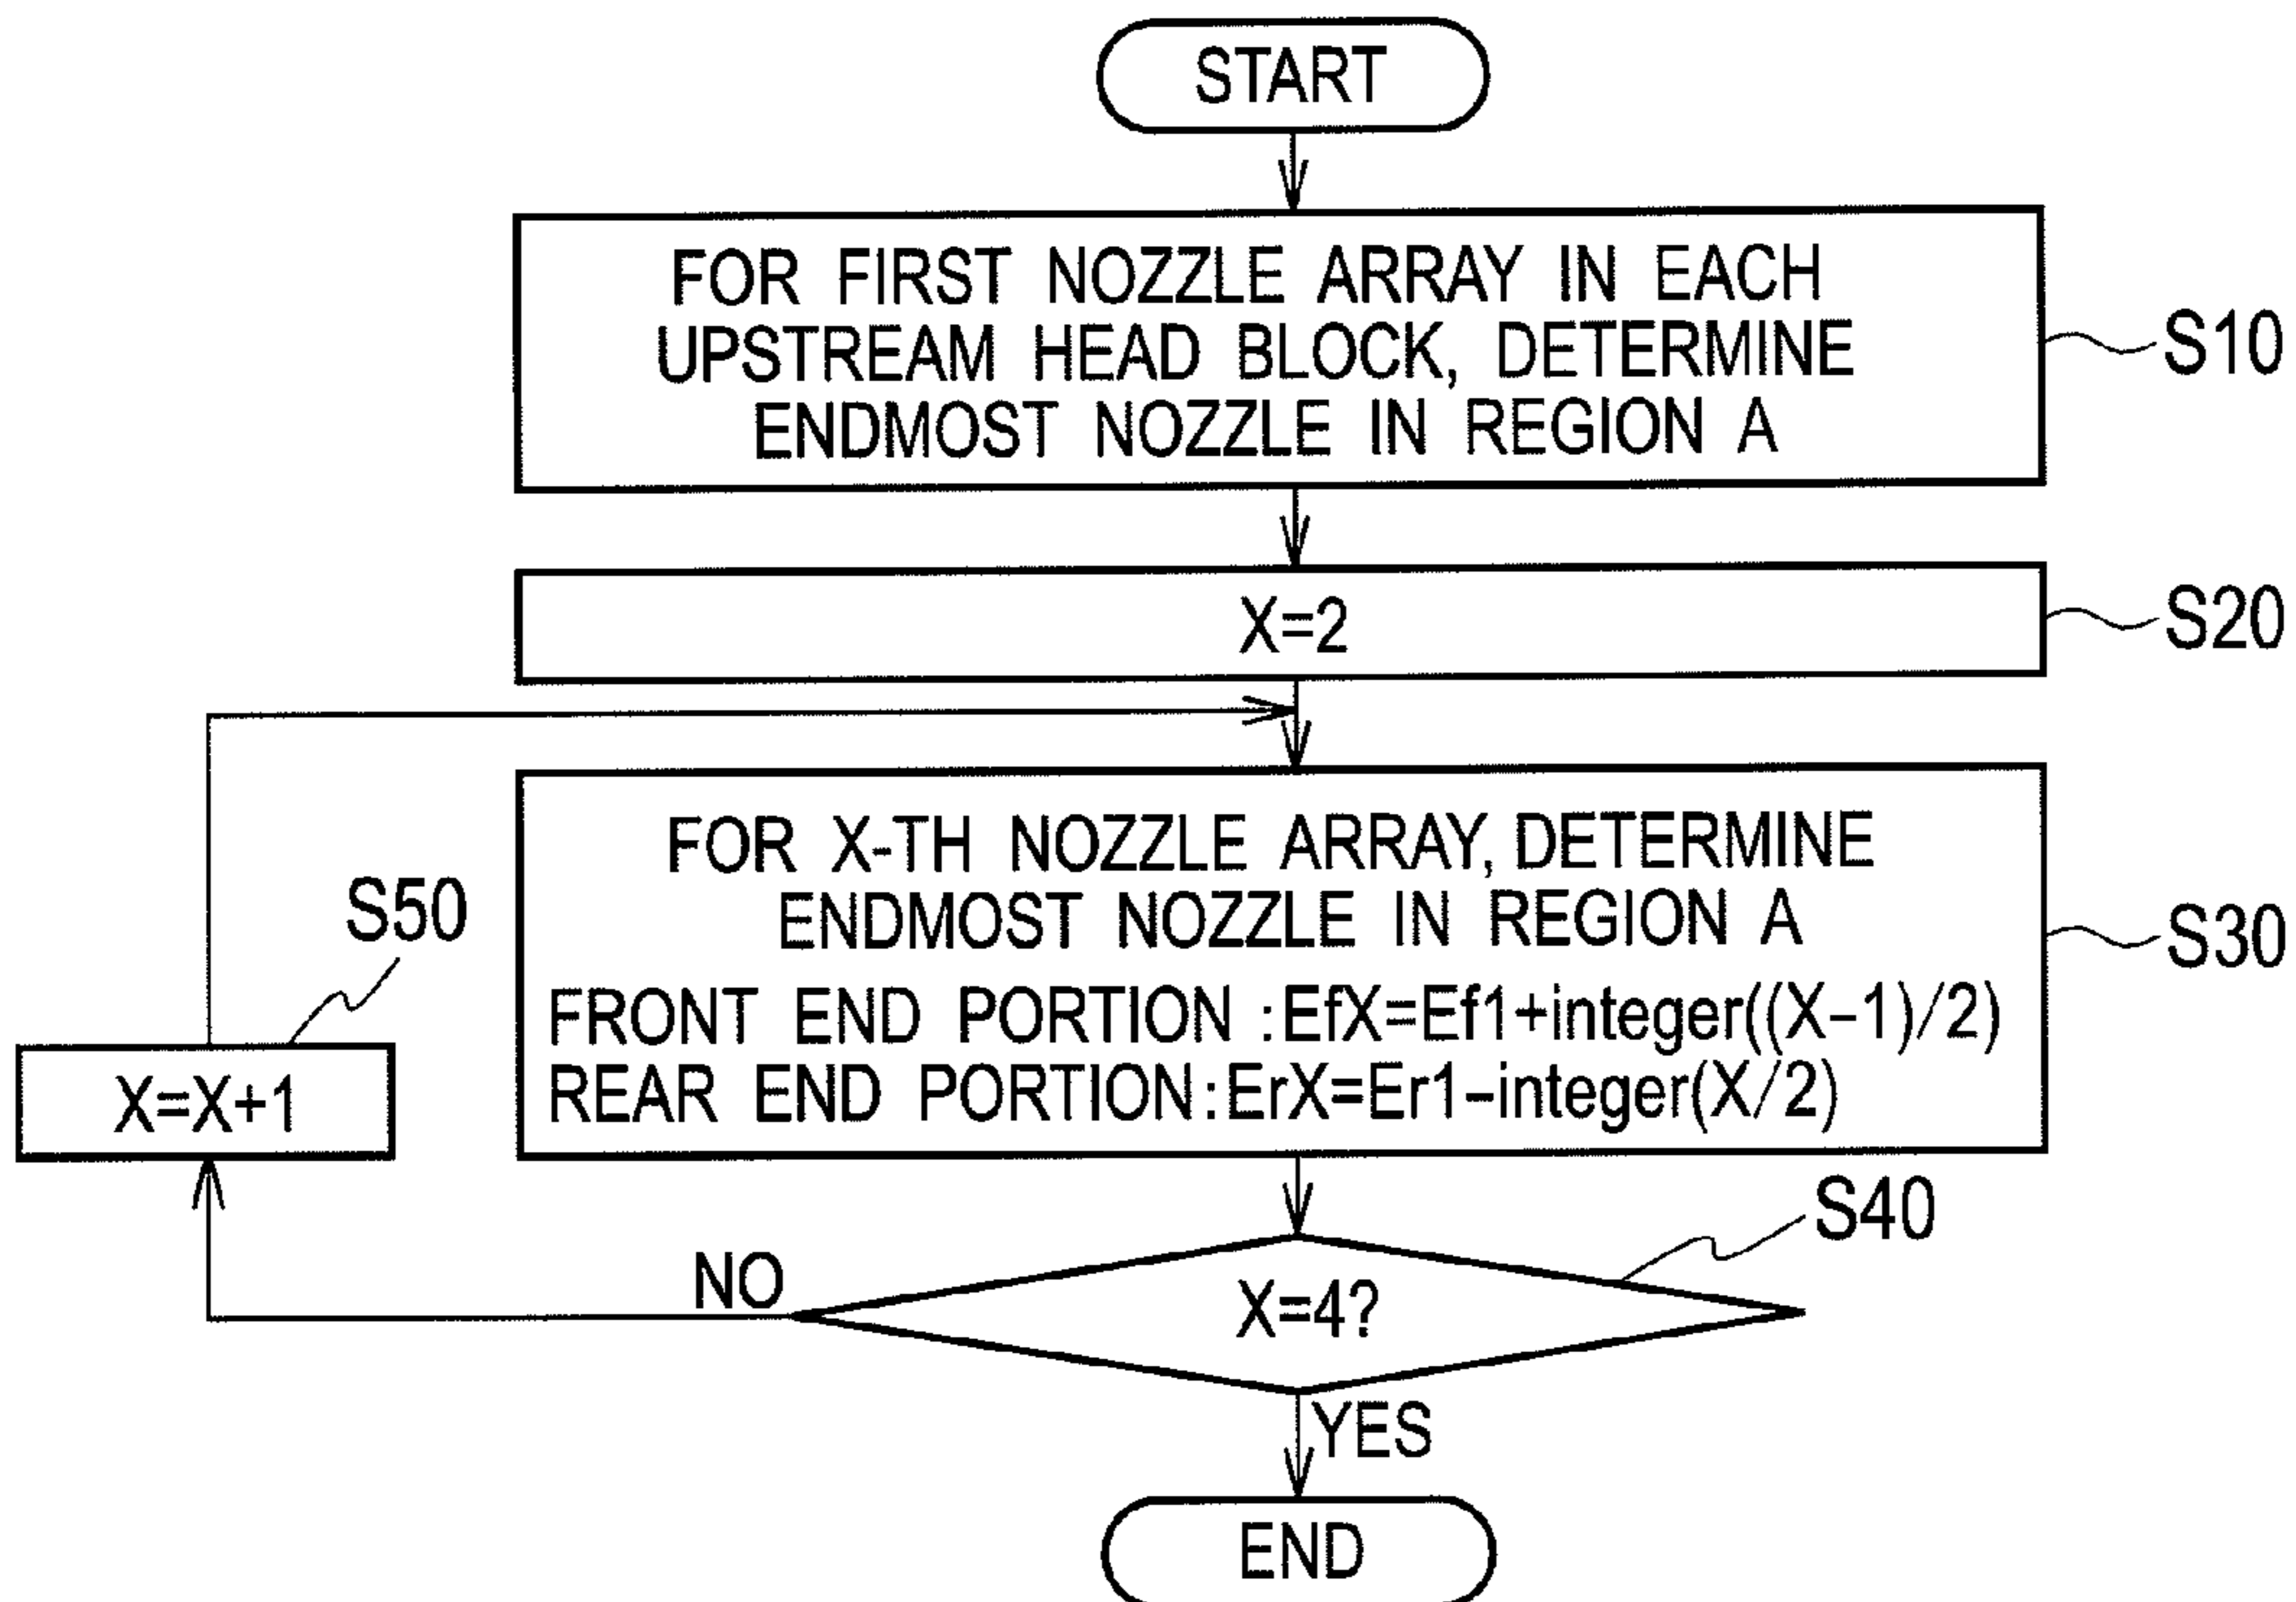 START
FOR FIRST NOZZLE ARRAY IN EACH
UPSTREAM HEAD BLOCK, DETERMINE
ENDMOST NOZZLE IN REGION A
S10
X=2
S20
FOR X-TH NOZZLE ARRAY, DETERMINE
ENDMOST NOZZLE IN REGION A
FRONT END PORTION :EfX=Ef1+integer((X–1)/2)
REAR END PORTION:ErX=Er1–integer(X/2)
S30
S50
X=X+1
S40
X=4?
NO
YES
END